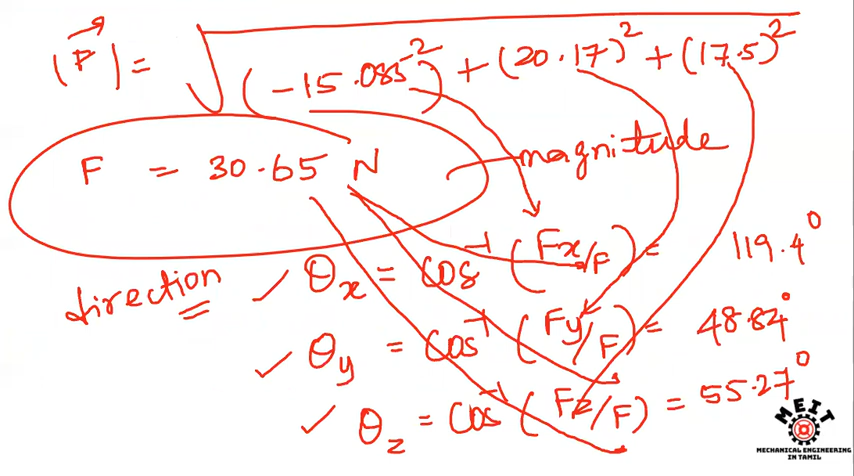 |F⃗| = √(-15.085)² + (20.17)² + (17.5)²
F = 30.65 N
magnitude
direction
✓ θx = cos⁻¹ (Fx/F) = 119.4°
✓ θy = cos⁻¹ (Fy/F) = 48.84°
✓ θz = cos⁻¹ (Fz/F) = 55.27°
MEIT
MECHANICAL ENGINEERING
IN TAMIL